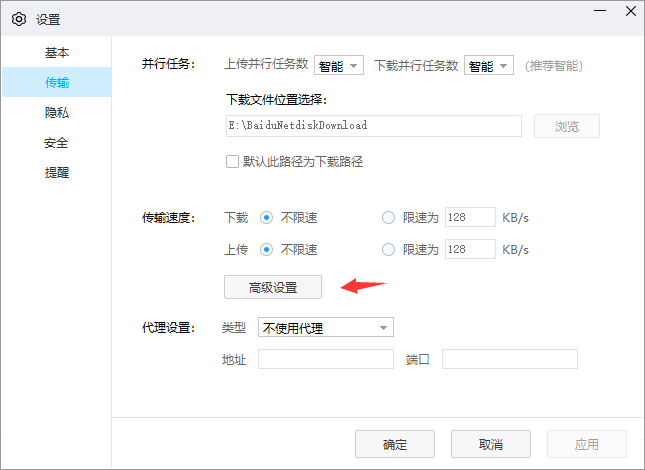 设置
基本
传输
隐私
安全
提醒
并行任务: 上传并行任务数 智能 下载并行任务数 智能 (推荐智能)
下载文件位置选择:
E:\BaiduNetdiskDownload 浏览
默认此路径为下载路径
传输速度: 下载 不限速 限速为 128 KB/s
上传 不限速 限速为 128 KB/s
高级设置
代理设置: 类型 不使用代理
地址 端口
确定 取消 应用